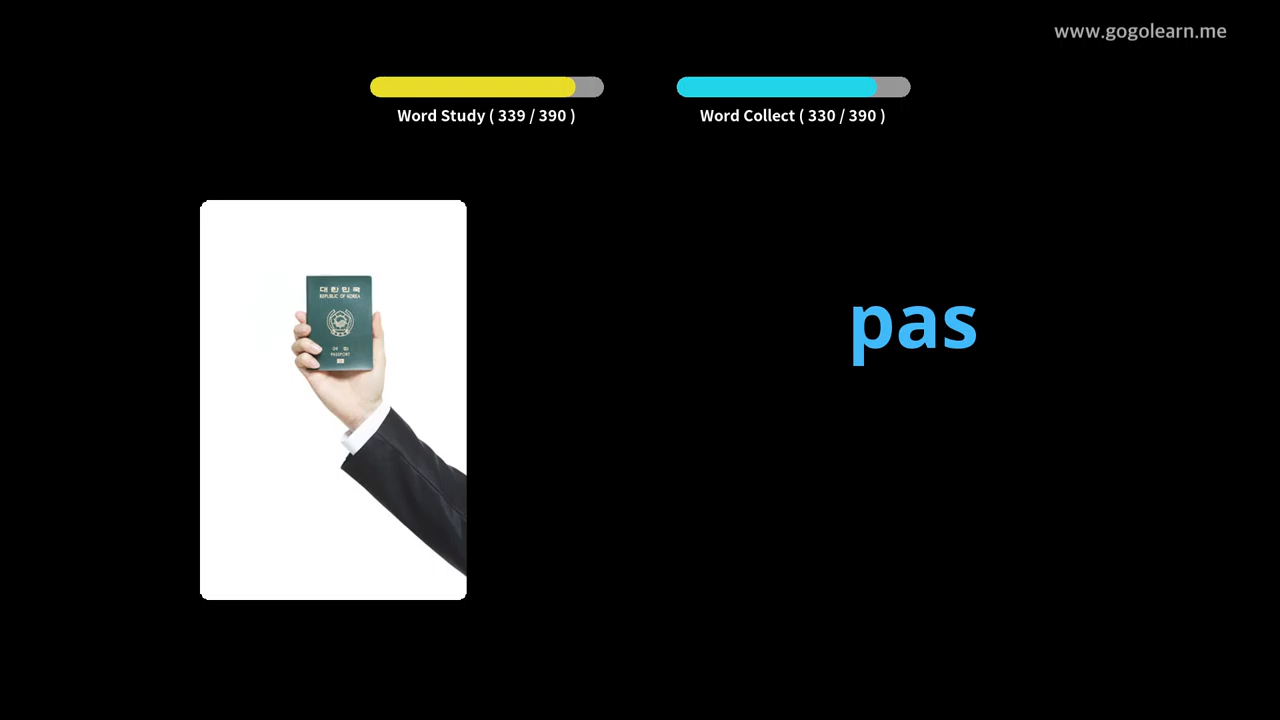 www.gogolearn.me
Word Study ( 339 / 390 )
Word Collect ( 330 / 390 )
대한민국
REPUBLIC OF KOREA
여권
PASSPORT
pas